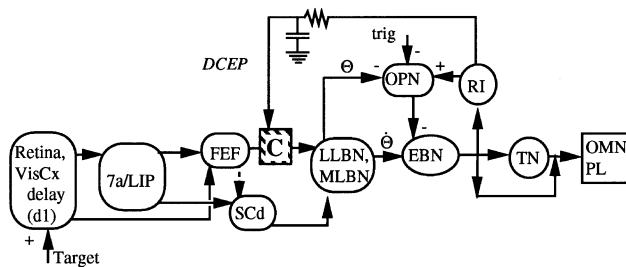 DCEP
trig
Θ
-
-
OPN
+
RI
Retina,
VisCx
delay
(d1)
7a/LIP
FEF
C
LLBN,
MLBN
Θ̇
-
EBN
TN
OMN
PL
SCd
+
Target